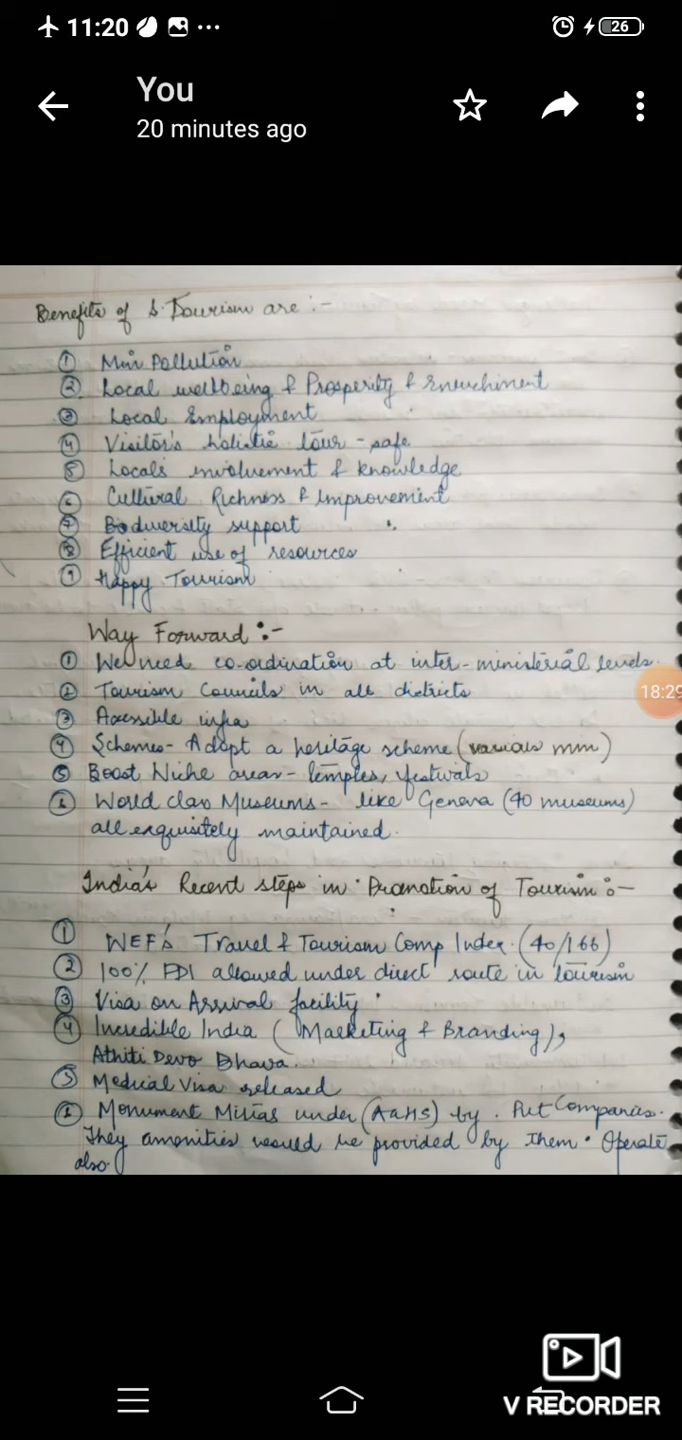 11:20 ... 26
You
20 minutes ago
Benefits of S. Tourism are :-
① Min Pollution
② Local wellbeing & Prosperity & Enrichment
③ Local Employment
④ Visitor's holistic tour - safe
⑤ Locals involvement & knowledge
⑥ Cultural Richness & Improvement
⑦ Biodiversity support
⑧ Efficient use of resources
⑨ Happy Tourism
Way Forward :-
① We need co-ordination at inter-ministerial levels.
② Tourism Councils in all districts
18:29
③ Accessible infra
④ Schemes - Adopt a heritage scheme (various mm)
⑤ Boost Niche areas - temples, festivals
⑥ World class Museums - like Geneva (40 museums)
all exquisitely maintained.
India's Recent steps in Promotion of Tourism :-
① WEF's Travel & Tourism Comp Index. (40/166)
② 100% FDI allowed under direct route in tourism
③ Visa on Arrival facility
④ Incredible India (Marketing & Branding),
Athiti Devo Bhava.
⑤ Medical Visa released
⑥ Monument Mitras under (AAHS) by Pvt Companies.
They amenities would be provided by them. Operate
also.
V RECORDER